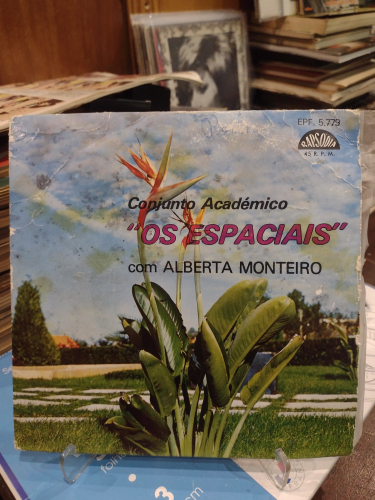 EPF. 5.779
RAPSODIA
45 R. P. M.
Conjunto Académico
"OS ESPACIAIS"
com ALBERTA MONTEIRO